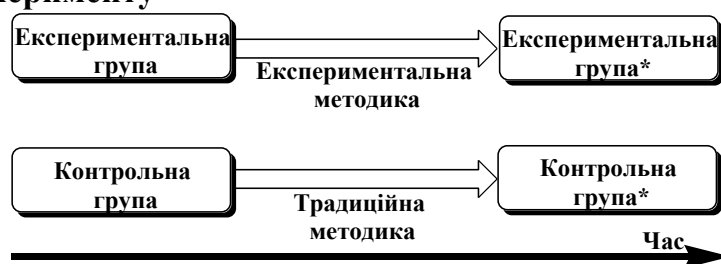 Експериментальна
група
Експериментальна
методика
Експериментальна
група*
Контрольна
група
Традиційна
методика
Контрольна
група*
Час